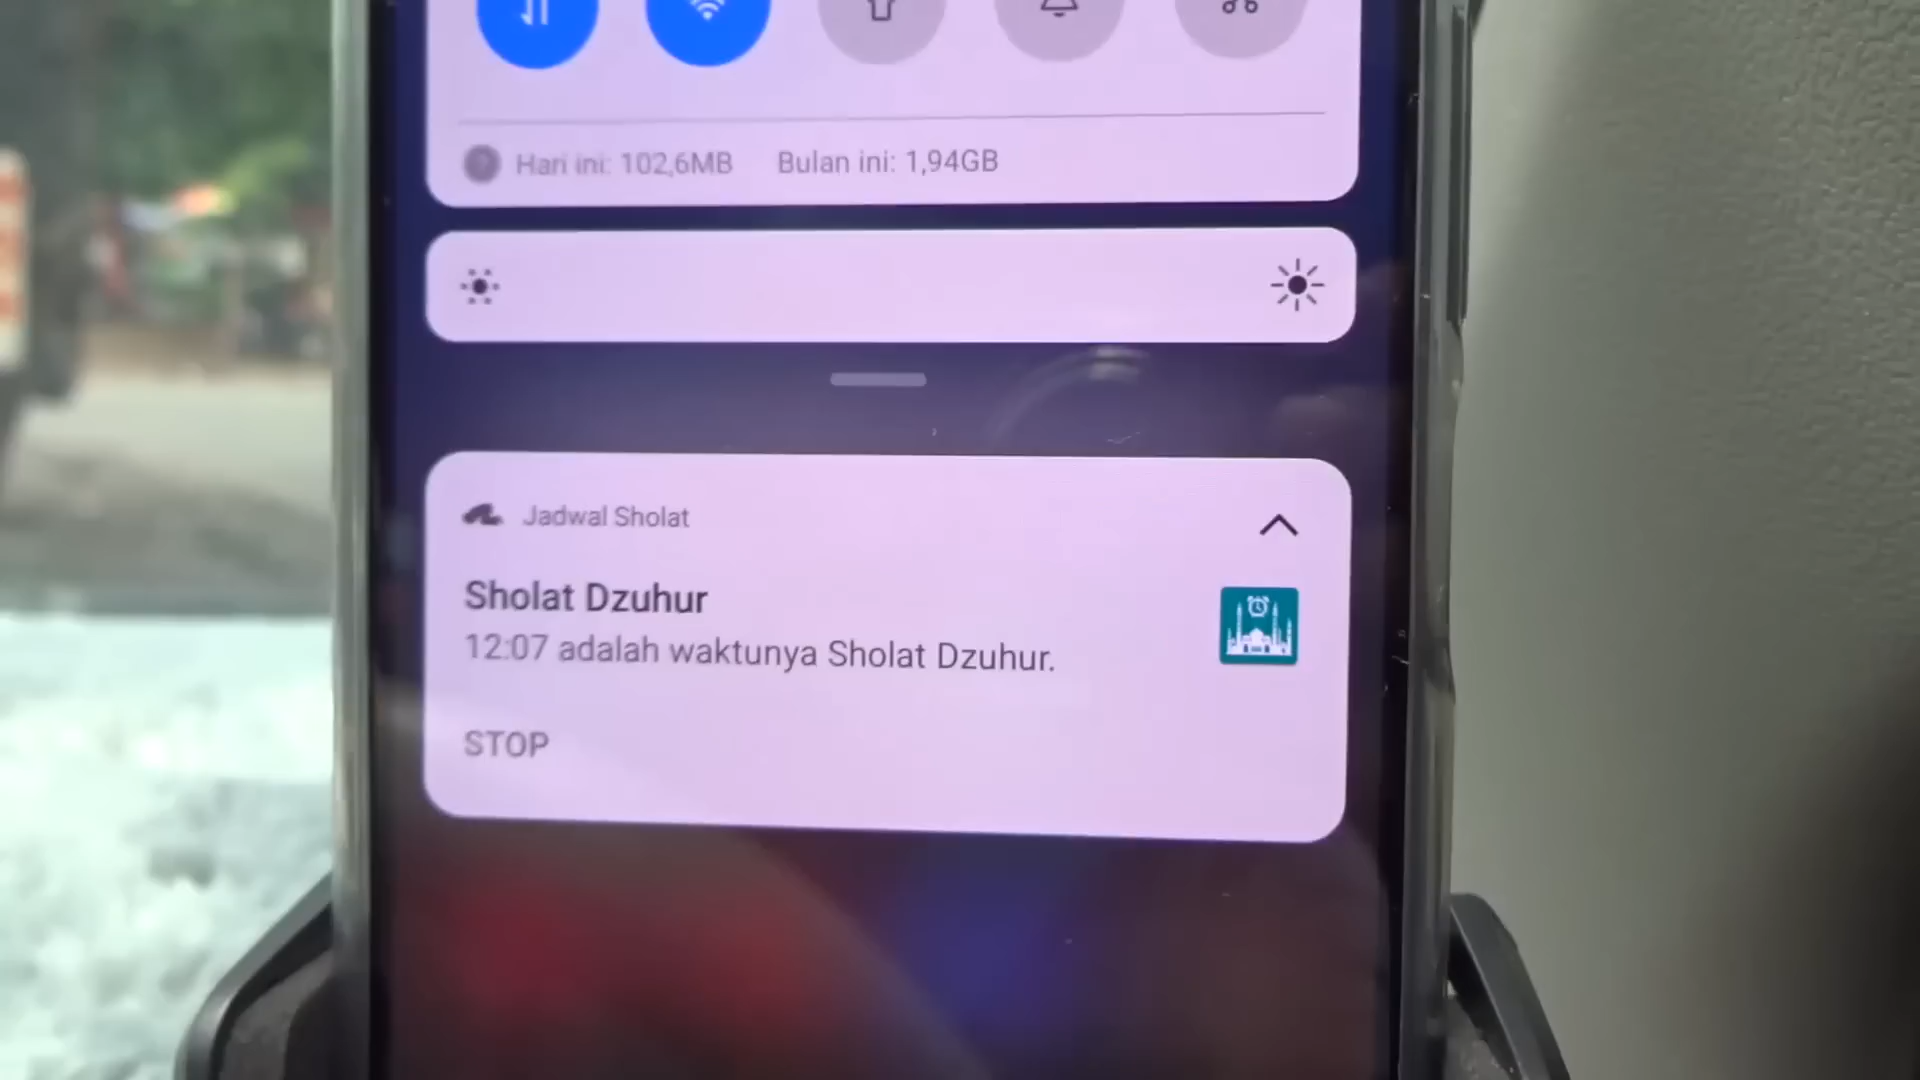 Hari ini: 102,6MB Bulan ini: 1,94GB
Jadwal Sholat
Sholat Dzuhur
12:07 adalah waktunya Sholat Dzuhur.
STOP